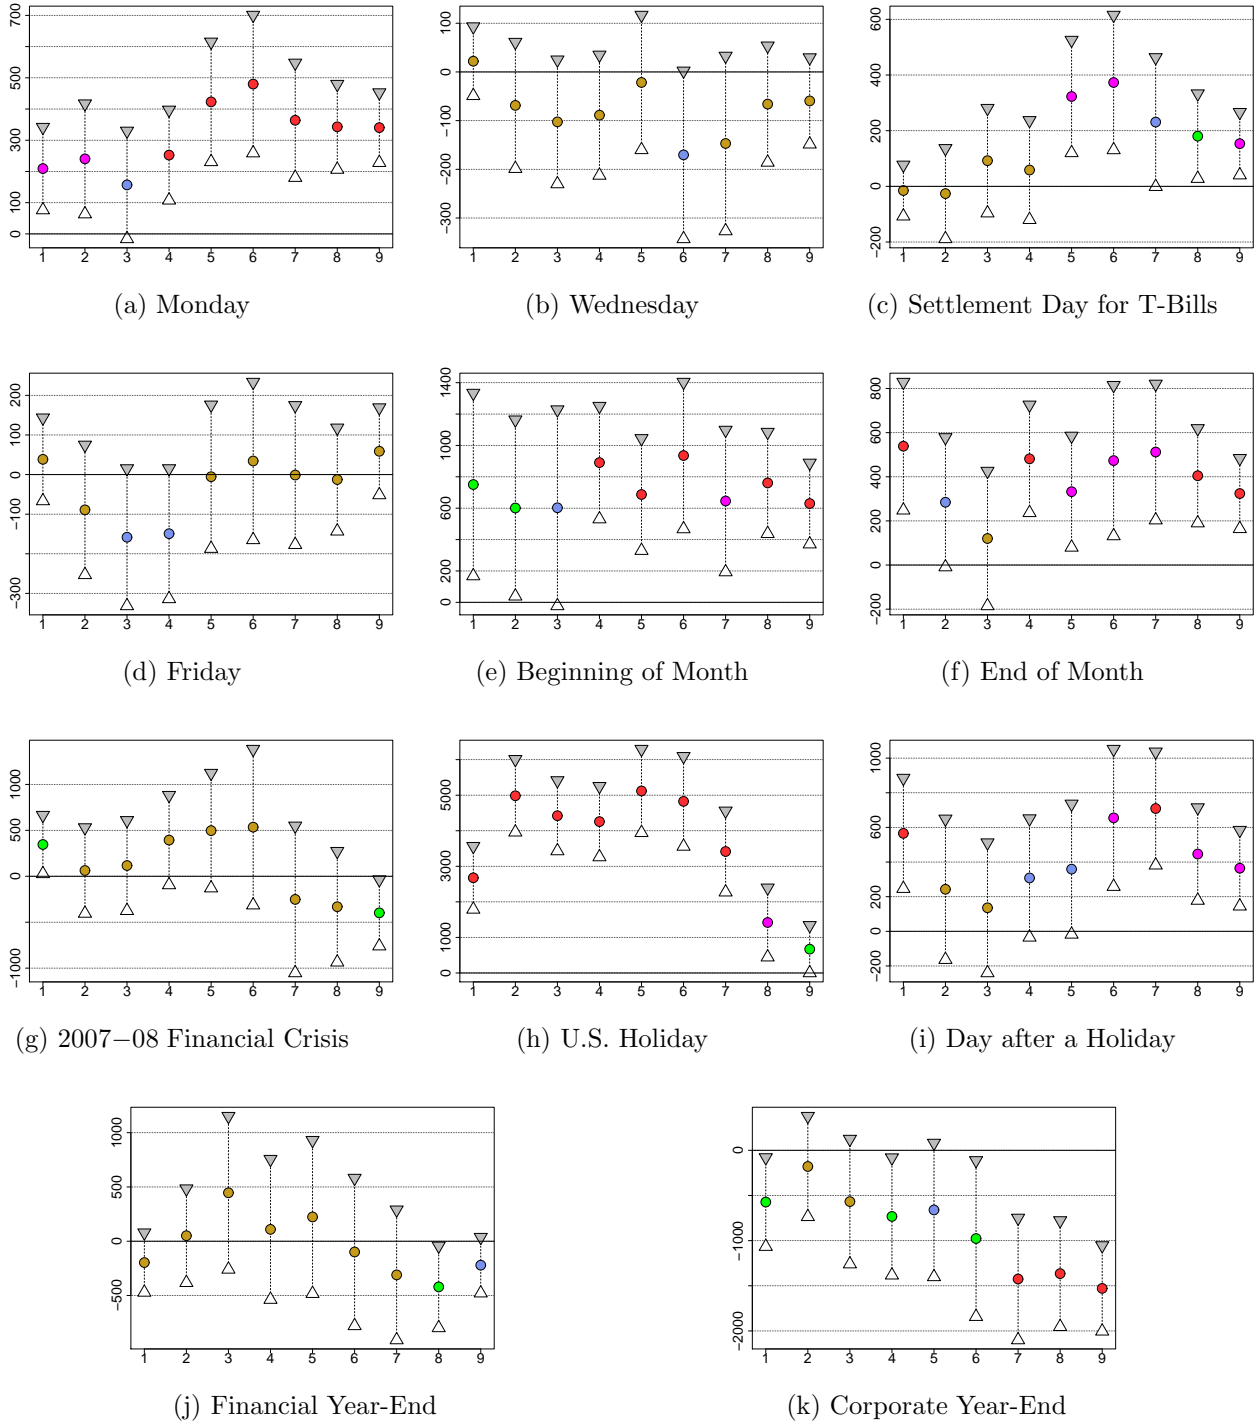 700
500
300
100
0
1 2 3 4 5 6 7 8 9
(a) Monday
100
0
−100
−300
1 2 3 4 5 6 7 8 9
(b) Wednesday
600
400
200
0
−200
1 2 3 4 5 6 7 8 9
(c) Settlement Day for T-Bills
200
100
0
−100
−300
1 2 3 4 5 6 7 8 9
(d) Friday
1400
1000
600
200
0
1 2 3 4 5 6 7 8 9
(e) Beginning of Month
800
600
400
200
0
−200
1 2 3 4 5 6 7 8 9
(f) End of Month
1000
500
0
−1000
1 2 3 4 5 6 7 8 9
(g) 2007−08 Financial Crisis
5000
3000
1000
0
1 2 3 4 5 6 7 8 9
(h) U.S. Holiday
1000
600
200
0
−200
1 2 3 4 5 6 7 8 9
(i) Day after a Holiday
1000
500
0
−500
1 2 3 4 5 6 7 8 9
(j) Financial Year-End
0
−1000
−2000
1 2 3 4 5 6 7 8 9
(k) Corporate Year-End